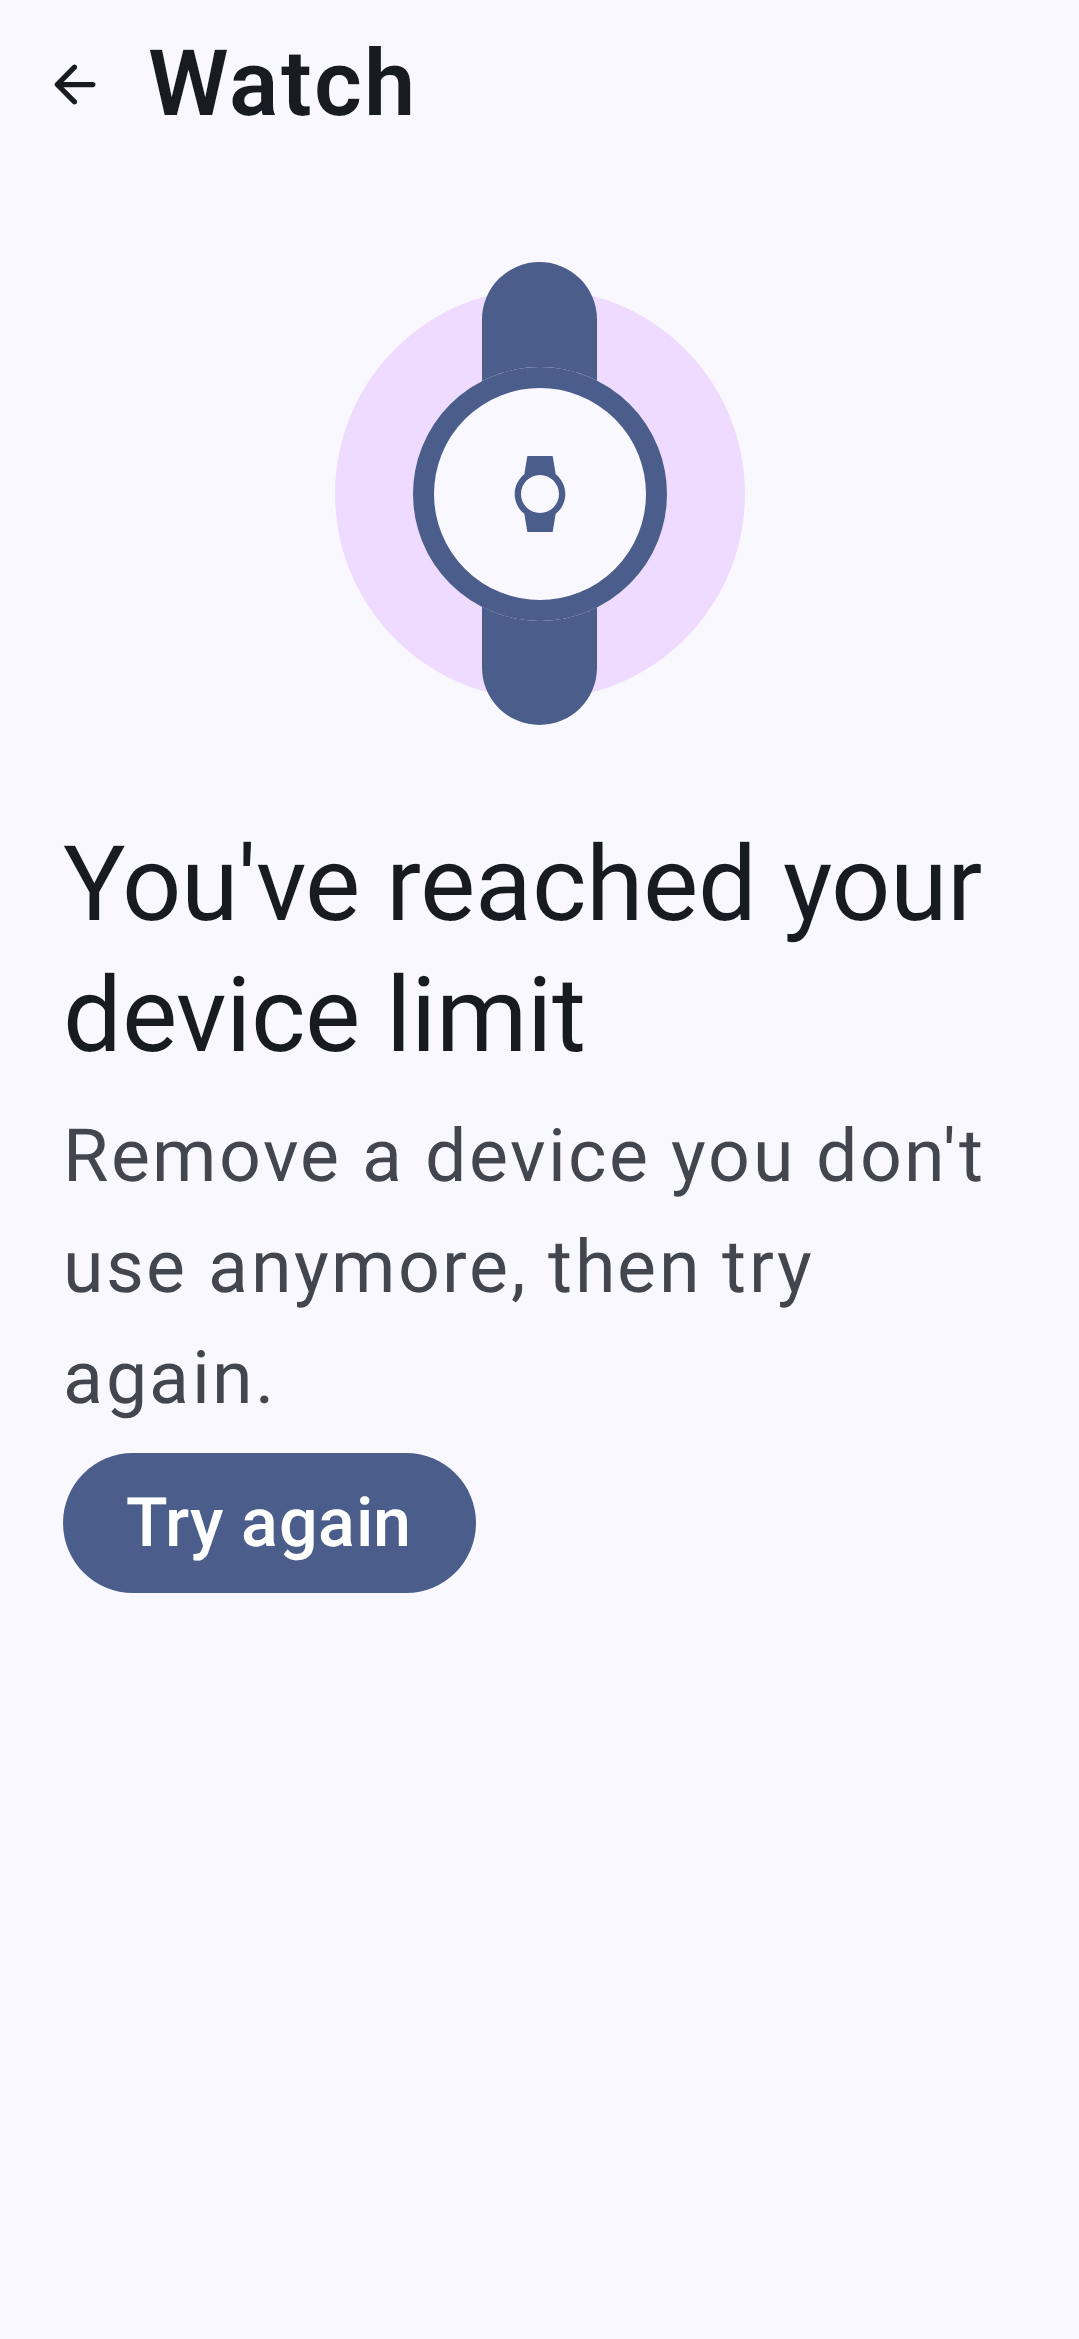 Watch
You've reached your
device limit
Remove a device you don't
use anymore, then try
again.
Try again